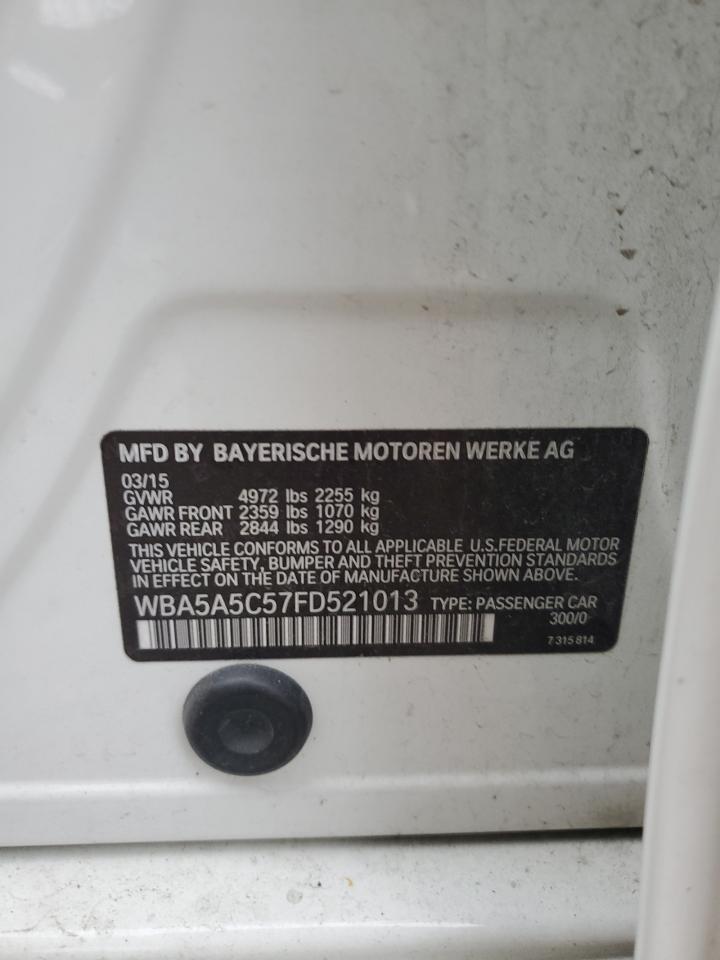 MFD BY BAYERISCHE MOTOREN WERKE AG
03/15
GVWR 4972 lbs 2255 kg
GAWR FRONT 2359 lbs 1070 kg
GAWR REAR 2844 lbs 1290 kg
THIS VEHICLE CONFORMS TO ALL APPLICABLE U.S.FEDERAL MOTOR
VEHICLE SAFETY, BUMPER AND THEFT PREVENTION STANDARDS
IN EFFECT ON THE DATE OF MANUFACTURE SHOWN ABOVE.
WBA5A5C57FD521013 TYPE: PASSENGER CAR
300/0
7 315 814